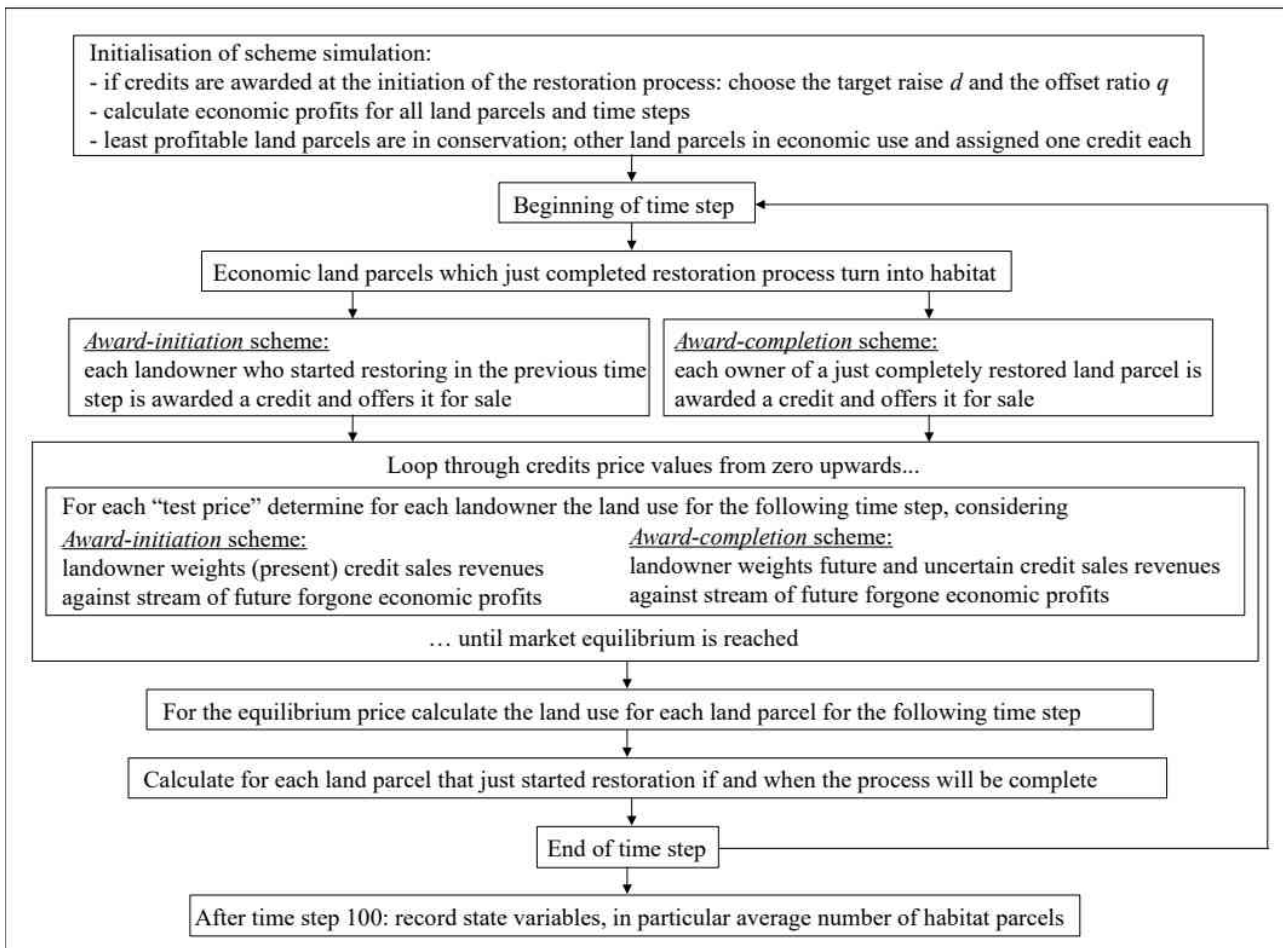 Initialisation of scheme simulation:
- if credits are awarded at the initiation of the restoration process: choose the target raise d and the offset ratio q
- calculate economic profits for all land parcels and time steps
- least profitable land parcels are in conservation; other land parcels in economic use and assigned one credit each
Beginning of time step
Economic land parcels which just completed restoration process turn into habitat
Award-initiation scheme:
each landowner who started restoring in the previous time
step is awarded a credit and offers it for sale
Award-completion scheme:
each owner of a just completely restored land parcel is
awarded a credit and offers it for sale
Loop through credits price values from zero upwards...
For each “test price” determine for each landowner the land use for the following time step, considering
Award-initiation scheme:
landowner weights (present) credit sales revenues
against stream of future forgone economic profits
Award-completion scheme:
landowner weights future and uncertain credit sales revenues
against stream of future forgone economic profits
… until market equilibrium is reached
For the equilibrium price calculate the land use for each land parcel for the following time step
Calculate for each land parcel that just started restoration if and when the process will be complete
End of time step
After time step 100: record state variables, in particular average number of habitat parcels